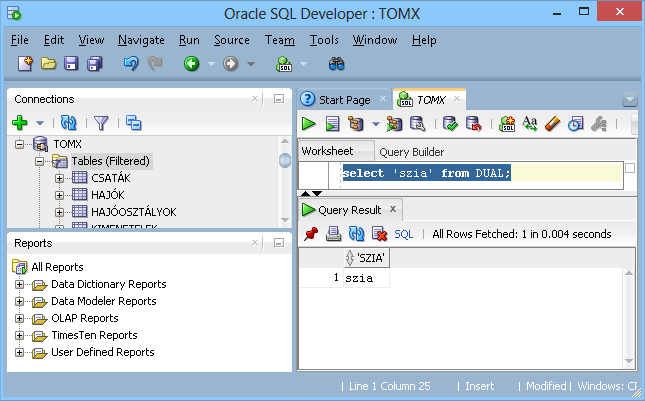 Oracle SQL Developer : TOMX
File Edit View Navigate Run Source Team Tools Window Help
Connections
TOMX
Tables (Filtered)
CSATÁK
HAJÓK
HAJÓOSZTÁLYOK
KIMENETELEK
Reports
All Reports
Data Dictionary Reports
Data Modeler Reports
OLAP Reports
TimesTen Reports
User Defined Reports
Start Page TOMX
Worksheet Query Builder
select 'szia' from DUAL;
Query Result
SQL | All Rows Fetched: 1 in 0.004 seconds
'SZIA'
1 szia
| Line 1 Column 25 | Insert | Modified | Windows: CF